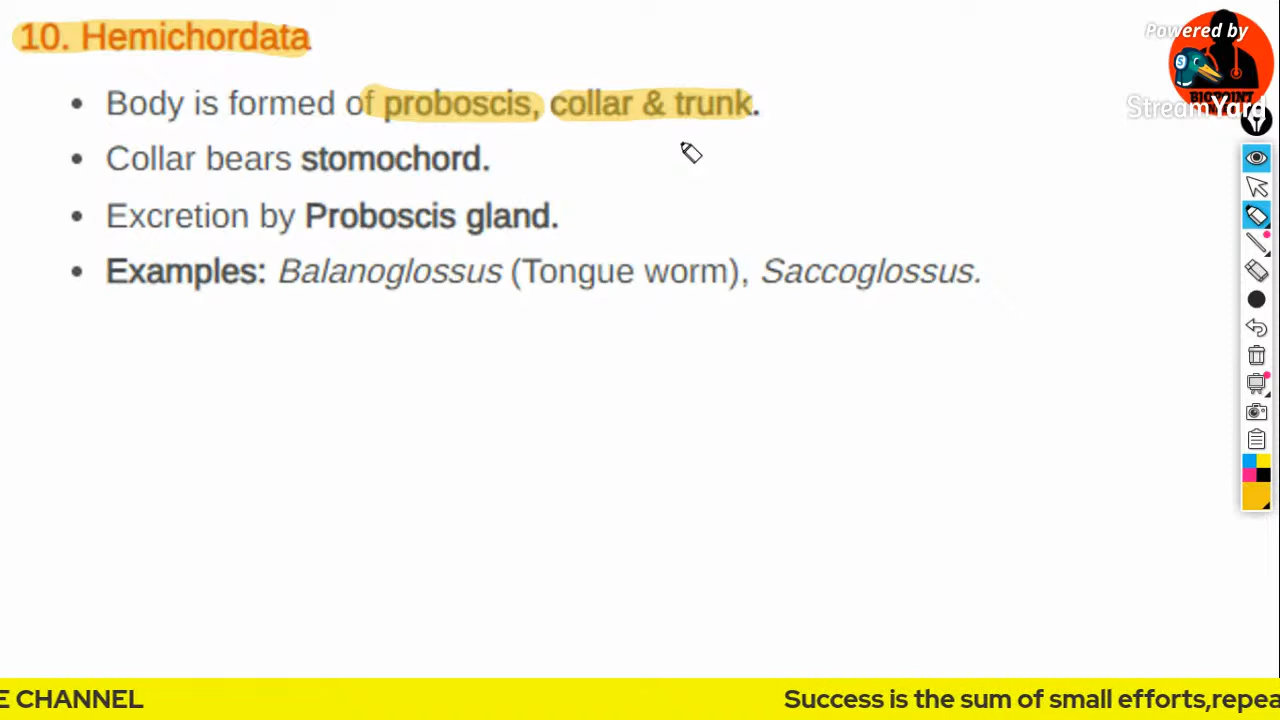 10. Hemichordata
Powered by
• Body is formed of proboscis, collar & trunk.
StreamYard
• Collar bears stomochord.
• Excretion by Proboscis gland.
• Examples: Balanoglossus (Tongue worm), Saccoglossus.
E CHANNEL
Success is the sum of small efforts,repea